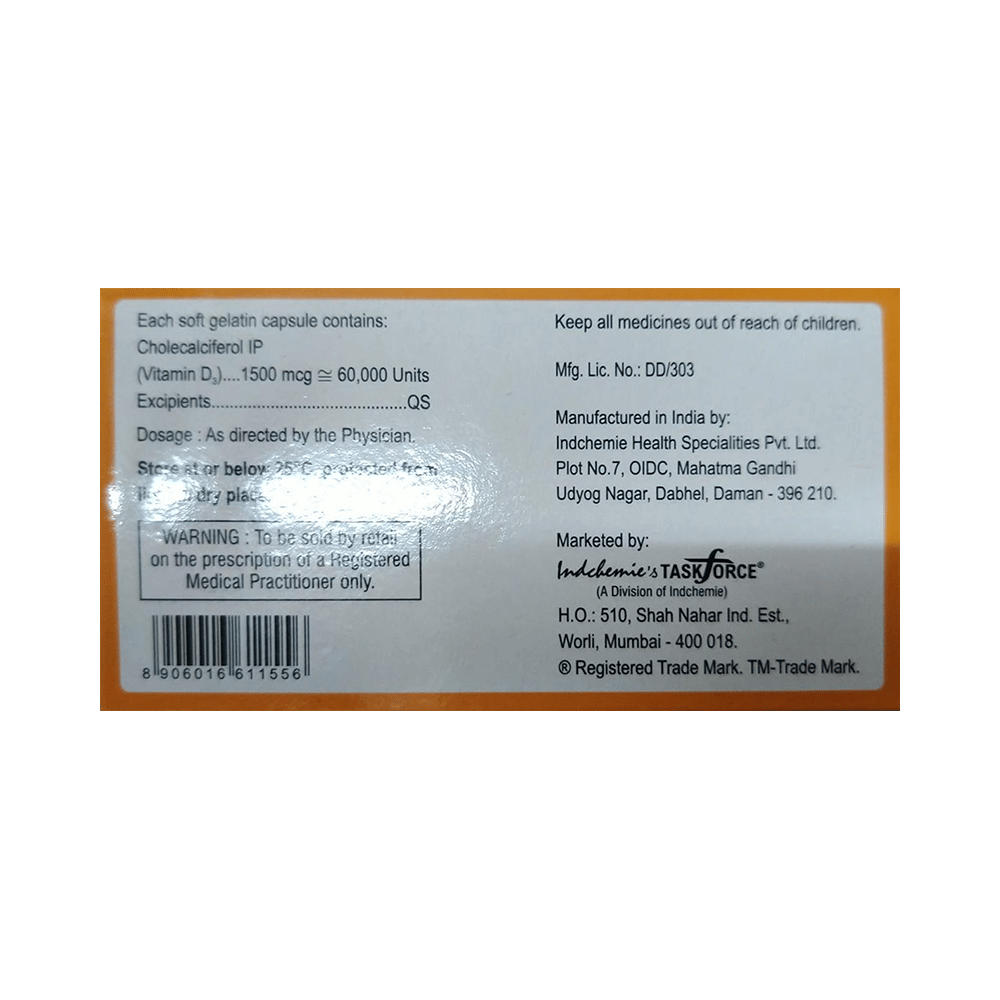 Each soft gelatin capsule contains:
Cholecalciferol IP
(Vitamin D₃)....1500 mcg ≅ 60,000 Units
Excipients.......................................QS
Dosage : As directed by the Physician.
Store at or below 25°C, protected from
dry place
WARNING : To be sold by retail
on the prescription of a Registered
Medical Practitioner only.
8 906016 611556
Keep all medicines out of reach of children.
Mfg. Lic. No.: DD/303
Manufactured in India by:
Indchemie Health Specialities Pvt. Ltd.
Plot No.7, OIDC, Mahatma Gandhi
Udyog Nagar, Dabhel, Daman - 396 210.
Marketed by:
Indchemie's TASKFORCE®
(A Division of Indchemie)
H.O.: 510, Shah Nahar Ind. Est.,
Worli, Mumbai - 400 018.
® Registered Trade Mark. TM-Trade Mark.